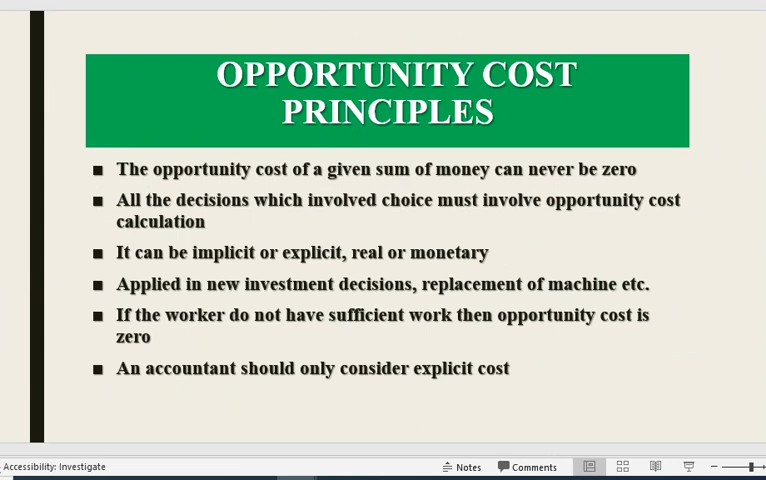 OPPORTUNITY COST
PRINCIPLES
■ The opportunity cost of a given sum of money can never be zero
■ All the decisions which involved choice must involve opportunity cost
calculation
■ It can be implicit or explicit, real or monetary
■ Applied in new investment decisions, replacement of machine etc.
■ If the worker do not have sufficient work then opportunity cost is
zero
■ An accountant should only consider explicit cost
Accessibility: Investigate
Notes
Comments